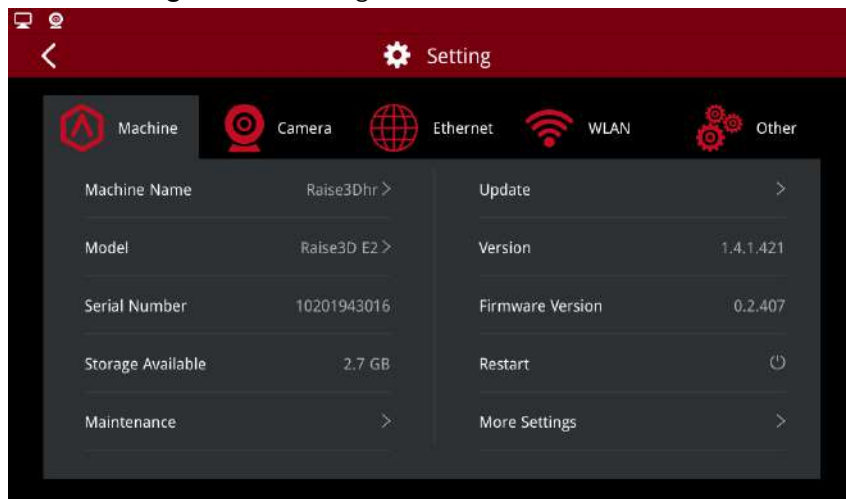 Setting
Machine Camera Ethernet WLAN Other
Machine Name Raise3Dhr >
Update >
Model Raise3D E2 >
Version 1.4.1.421
Serial Number 10201943016
Firmware Version 0.2.407
Storage Available 2.7 GB
Restart
Maintenance >
More Settings >